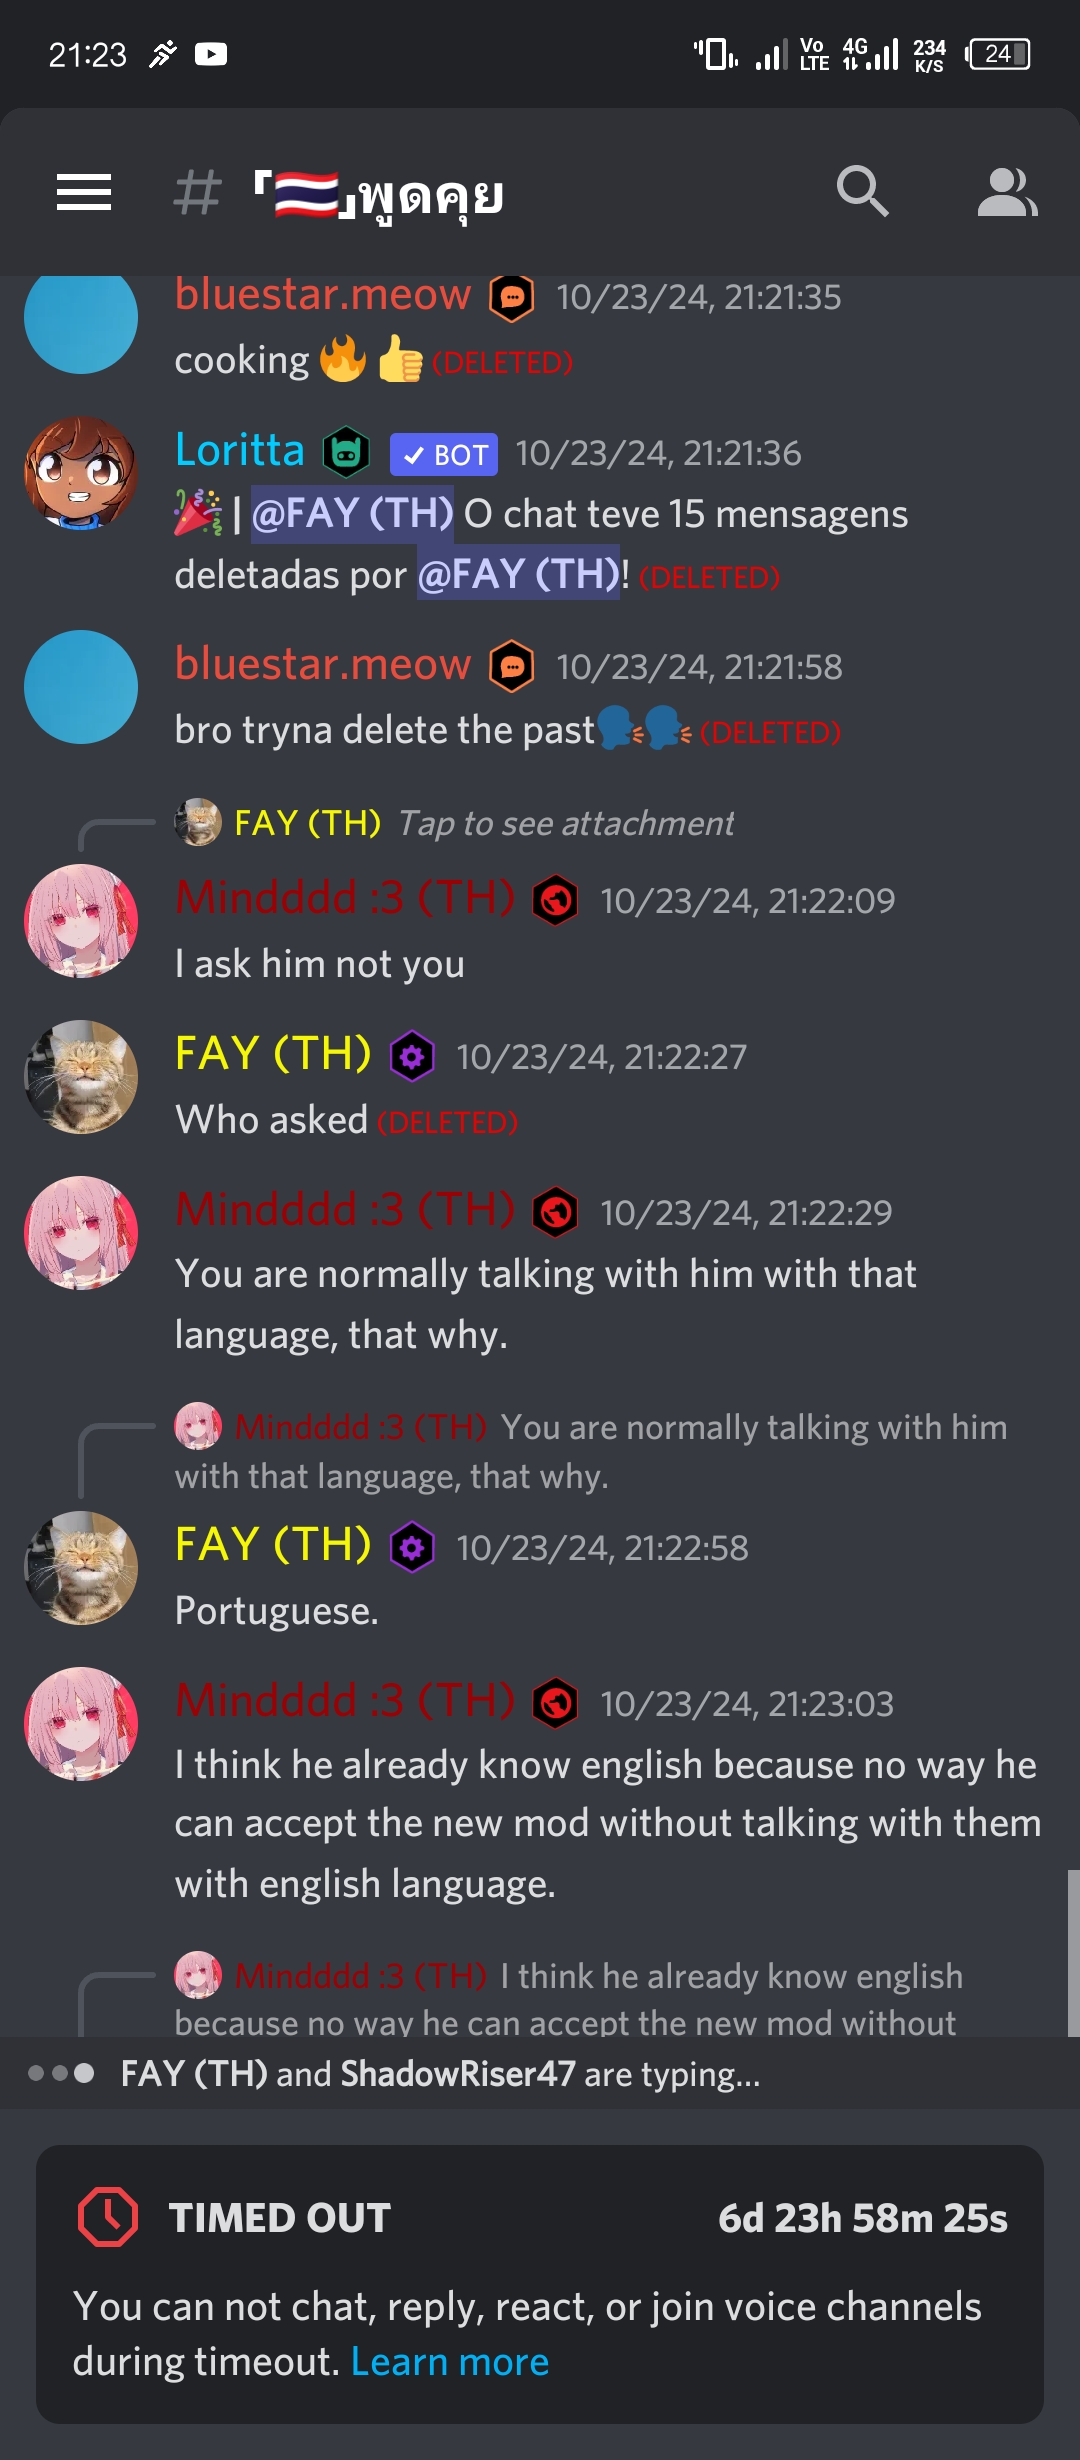 21:23 Vo LTE 4G 234 K/S 24
# 「🇹🇭」พูดคุย
bluestar.meow 10/23/24, 21:21:35
cooking 🔥 👍 (DELETED)
Loritta ✓ BOT 10/23/24, 21:21:36
🎉 | @FAY (TH) O chat teve 15 mensagens
deletadas por @FAY (TH)! (DELETED)
bluestar.meow 10/23/24, 21:21:58
bro tryna delete the past🗣️🗣️ (DELETED)
FAY (TH) Tap to see attachment
Mindddd :3 (TH) 10/23/24, 21:22:09
I ask him not you
FAY (TH) 10/23/24, 21:22:27
Who asked (DELETED)
Mindddd :3 (TH) 10/23/24, 21:22:29
You are normally talking with him with that
language, that why.
Mindddd :3 (TH) You are normally talking with him
with that language, that why.
FAY (TH) 10/23/24, 21:22:58
Portuguese.
Mindddd :3 (TH) 10/23/24, 21:23:03
I think he already know english because no way he
can accept the new mod without talking with them
with english language.
Mindddd :3 (TH) I think he already know english
because no way he can accept the new mod without
FAY (TH) and ShadowRiser47 are typing...
TIMED OUT 6d 23h 58m 25s
You can not chat, reply, react, or join voice channels
during timeout. Learn more